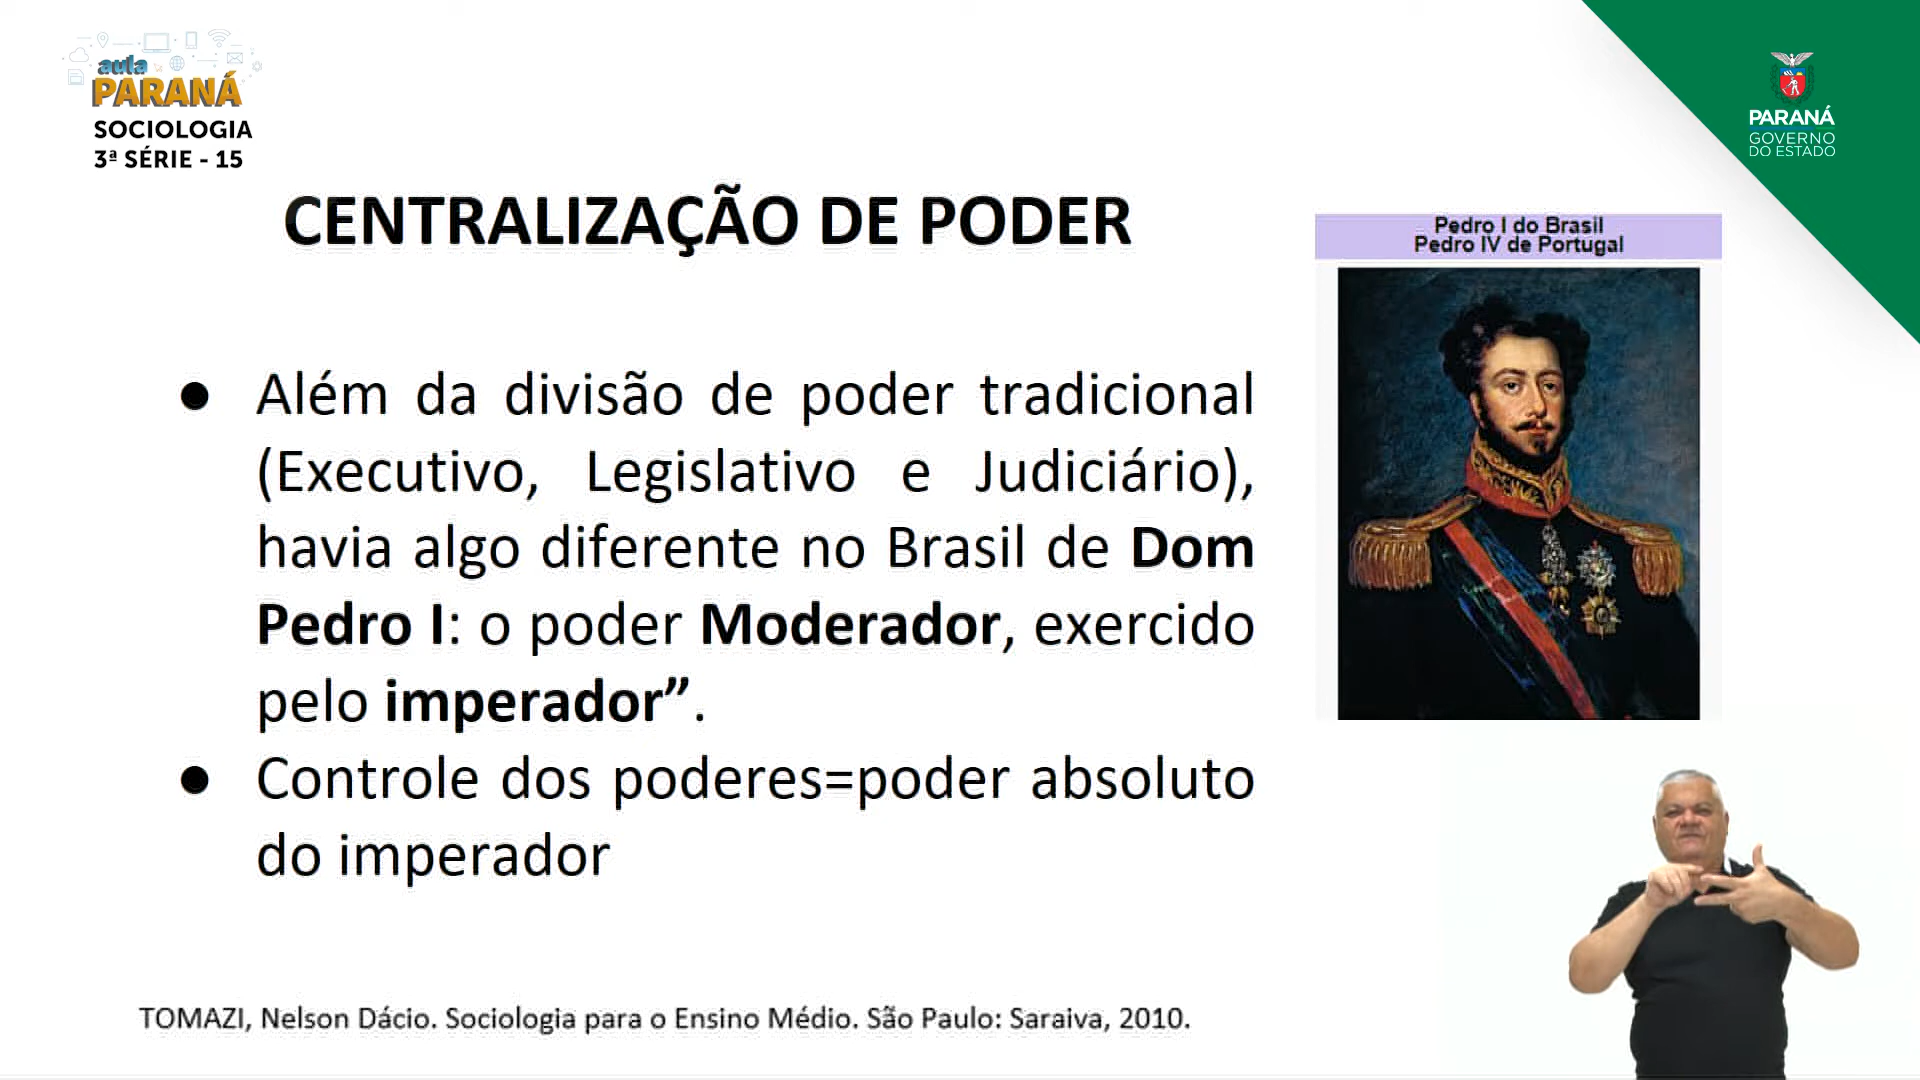 aula
PARANÁ
SOCIOLOGIA
3ª SÉRIE - 15
PARANÁ
GOVERNO
DO ESTADO
CENTRALIZAÇÃO DE PODER
Pedro I do Brasil
Pedro IV de Portugal
● Além da divisão de poder tradicional
(Executivo, Legislativo e Judiciário),
havia algo diferente no Brasil de Dom
Pedro I: o poder Moderador, exercido
pelo imperador”.
● Controle dos poderes=poder absoluto
do imperador
TOMAZI, Nelson Dácio. Sociologia para o Ensino Médio. São Paulo: Saraiva, 2010.